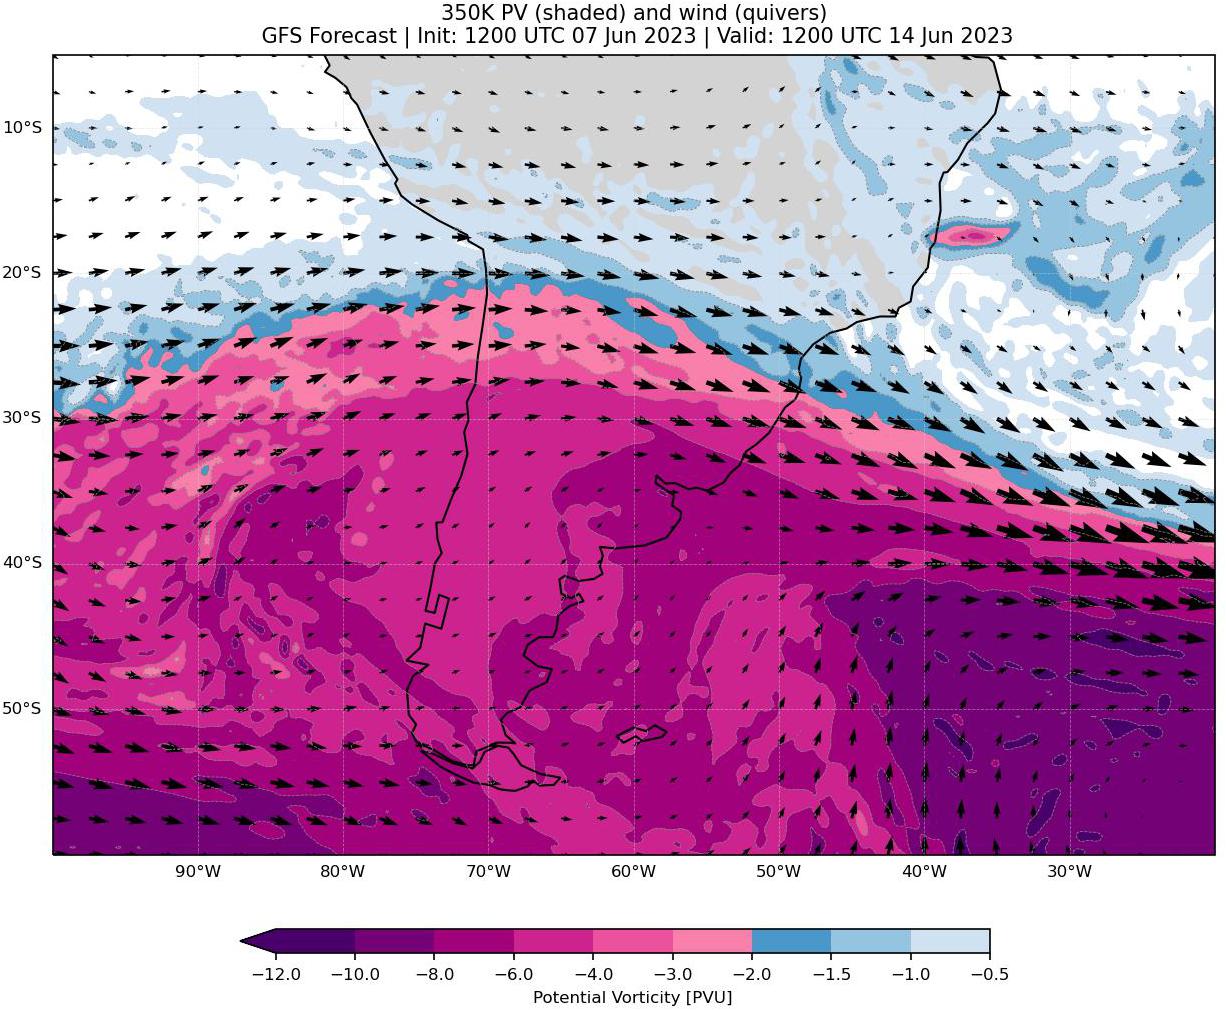 350K PV (shaded) and wind (quivers)
GFS Forecast | Init: 1200 UTC 07 Jun 2023 | Valid: 1200 UTC 14 Jun 2023
10°S
20°S
30°S
40°S
50°S
90°W 80°W 70°W 60°W 50°W 40°W 30°W
−12.0 −10.0 −8.0 −6.0 −4.0 −3.0 −2.0 −1.5 −1.0 −0.5
Potential Vorticity [PVU]